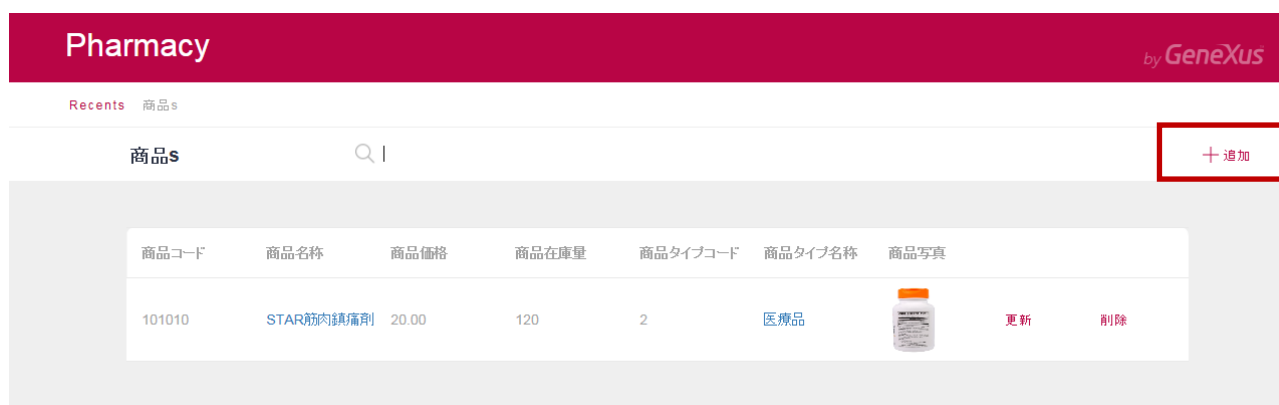 Pharmacy
by GeneXus
Recents 商品s
商品s
＋追加
商品コード 商品名称 商品価格 商品在庫量 商品タイプコード 商品タイプ名称 商品写真
101010 STAR筋肉鎮痛剤 20.00 120 2 医療品 更新 削除